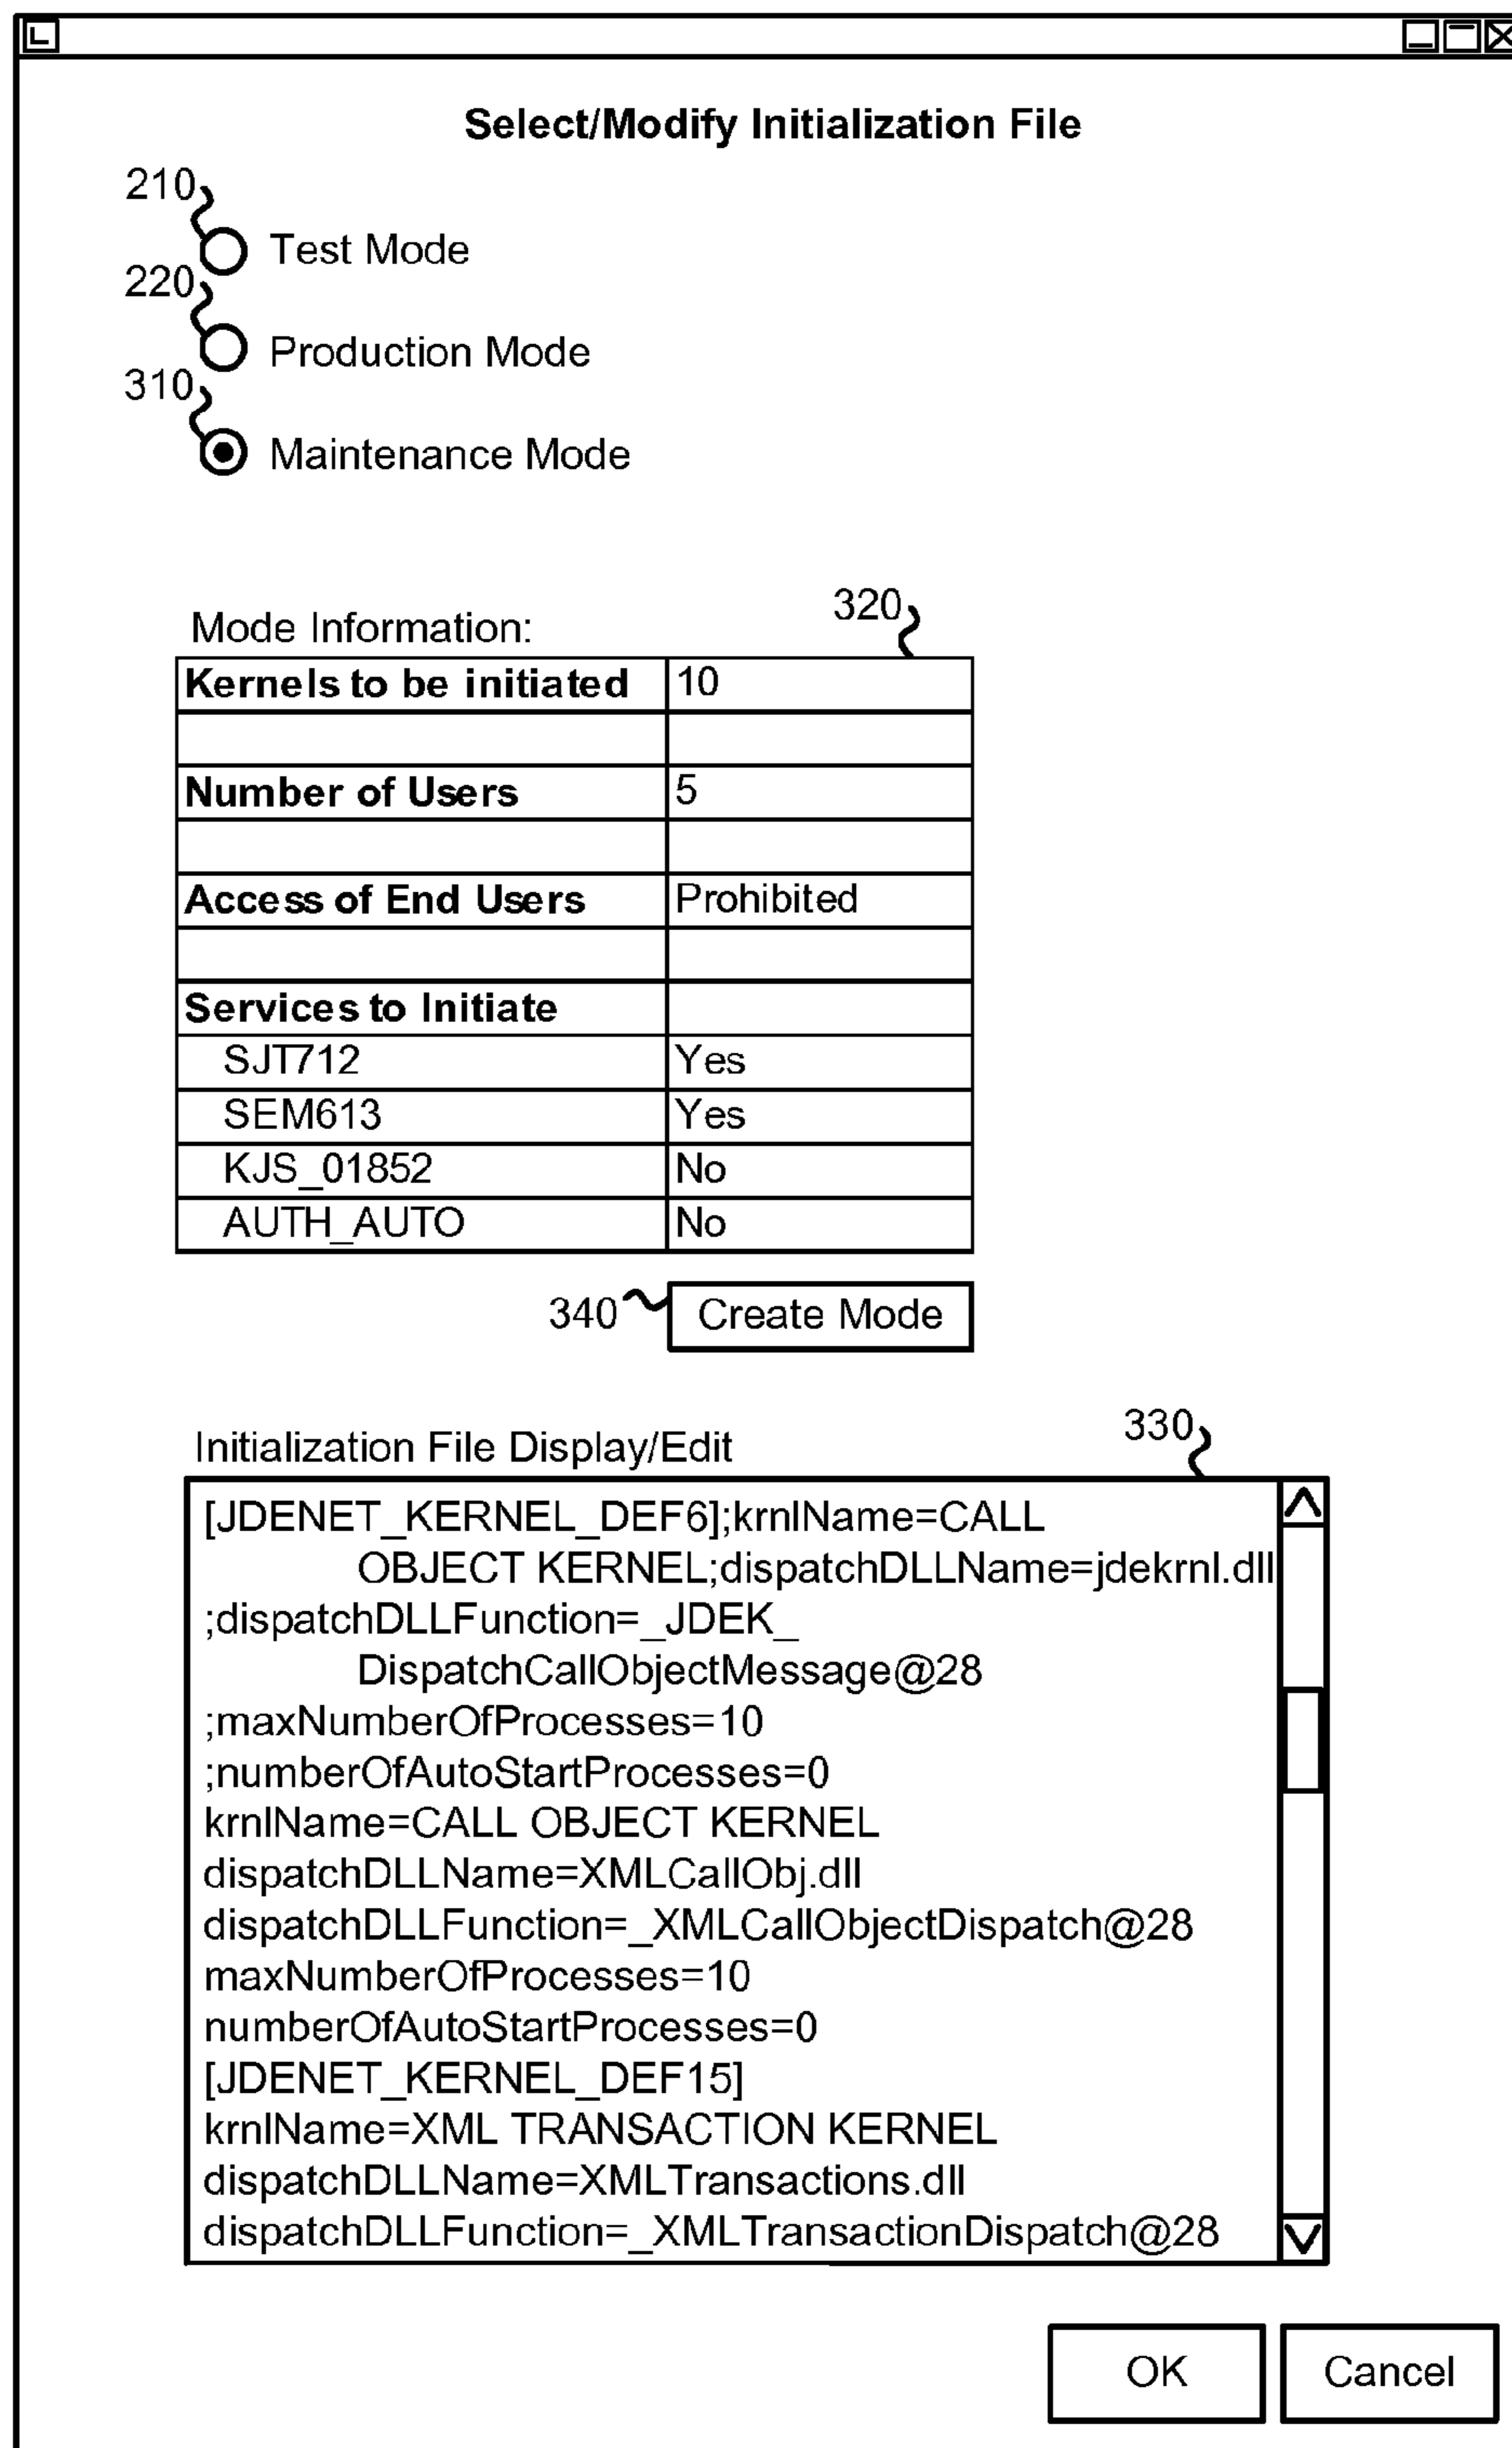 Select/Modify Initialization File
210
Test Mode
220
Production Mode
310
Maintenance Mode
Mode Information:
320
Kernels to be initiated 10
Number of Users 5
Access of End Users Prohibited
Services to Initiate
SJT712 Yes
SEM613 Yes
KJS_01852 No
AUTH_AUTO No
340
Create Mode
Initialization File Display/Edit
330
[JDENET_KERNEL_DEF6];krnlName=CALL
OBJECT KERNEL;dispatchDLLName=jdekrnl.dll
;dispatchDLLFunction=_JDEK_
DispatchCallObjectMessage@28
;maxNumberOfProcesses=10
;numberOfAutoStartProcesses=0
krnlName=CALL OBJECT KERNEL
dispatchDLLName=XMLCallObj.dll
dispatchDLLFunction=_XMLCallObjectDispatch@28
maxNumberOfProcesses=10
numberOfAutoStartProcesses=0
[JDENET_KERNEL_DEF15]
krnlName=XML TRANSACTION KERNEL
dispatchDLLName=XMLTransactions.dll
dispatchDLLFunction=_XMLTransactionDispatch@28
OK
Cancel